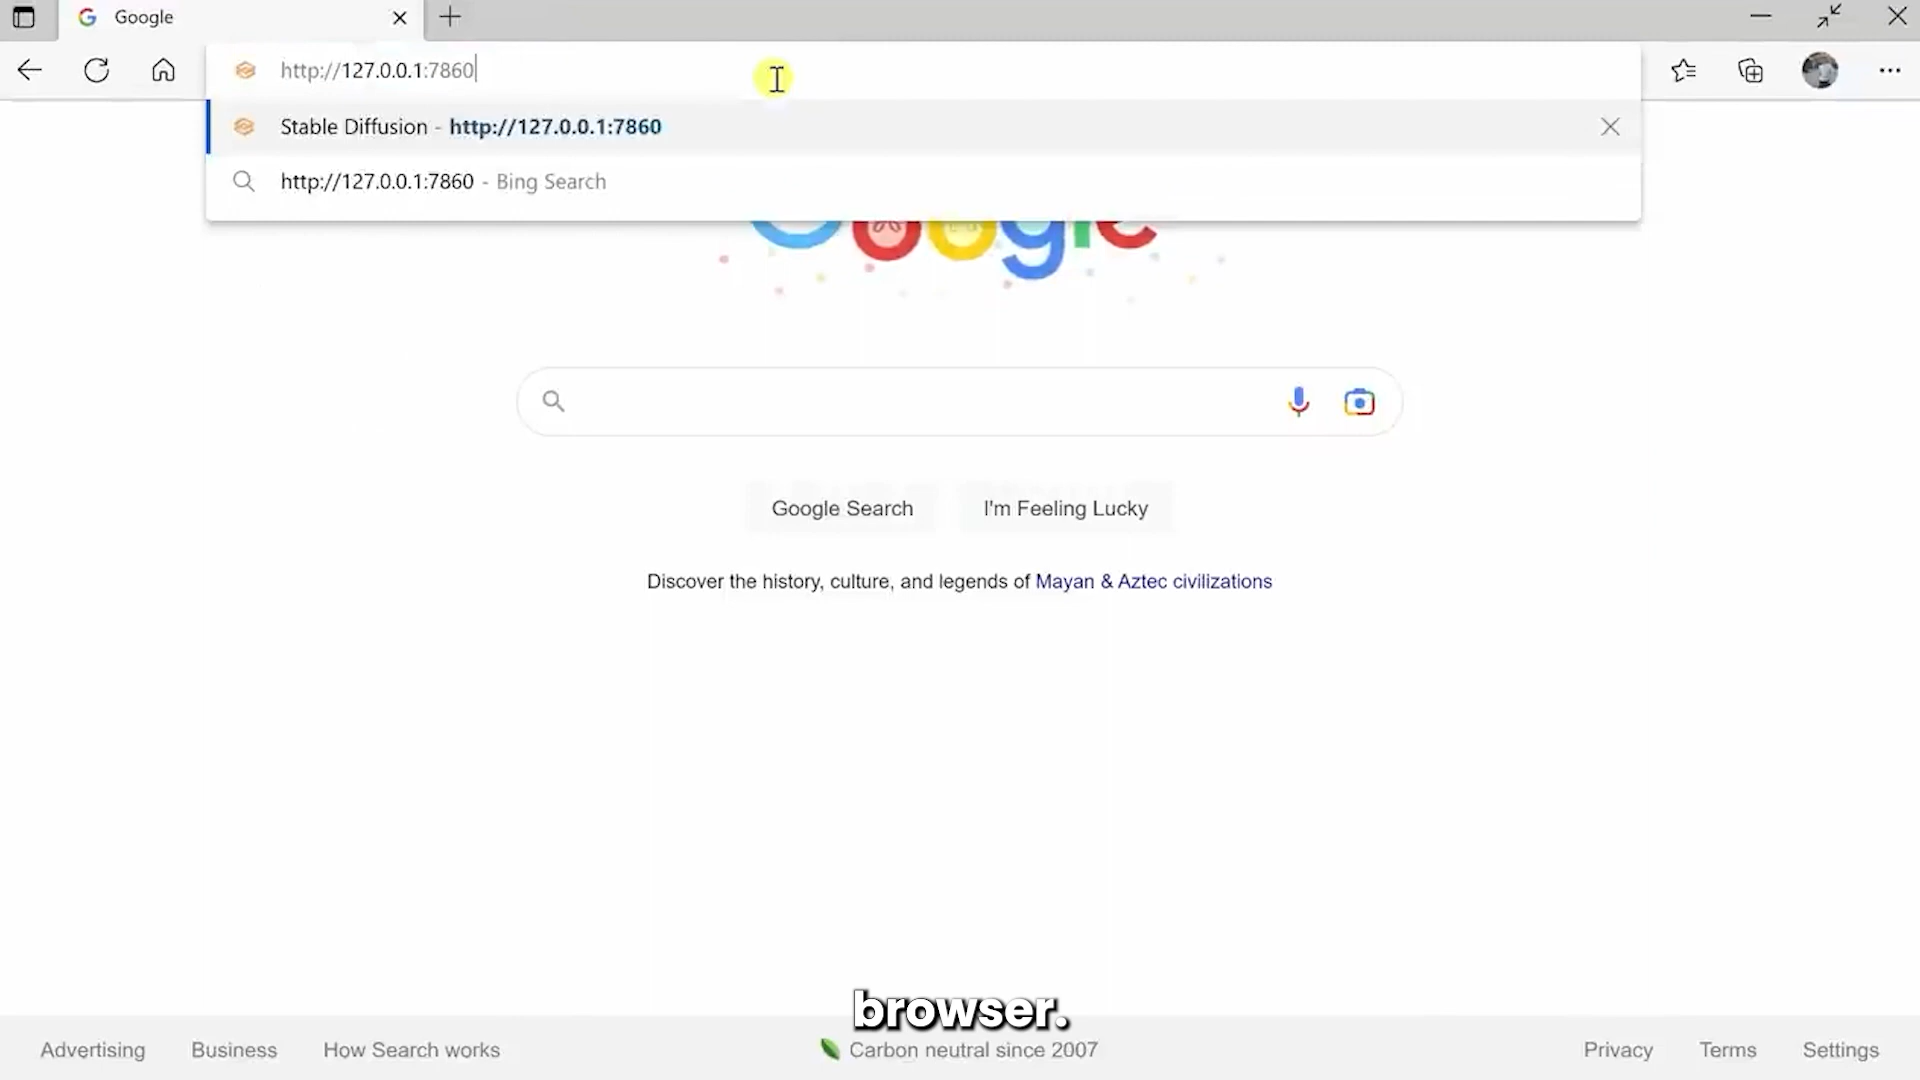 Google
http://127.0.0.1:7860
Stable Diffusion - http://127.0.0.1:7860
http://127.0.0.1:7860 - Bing Search
Google
Google Search
I'm Feeling Lucky
Discover the history, culture, and legends of Mayan & Aztec civilizations
browser.
Advertising
Business
How Search works
Carbon neutral since 2007
Privacy
Terms
Settings